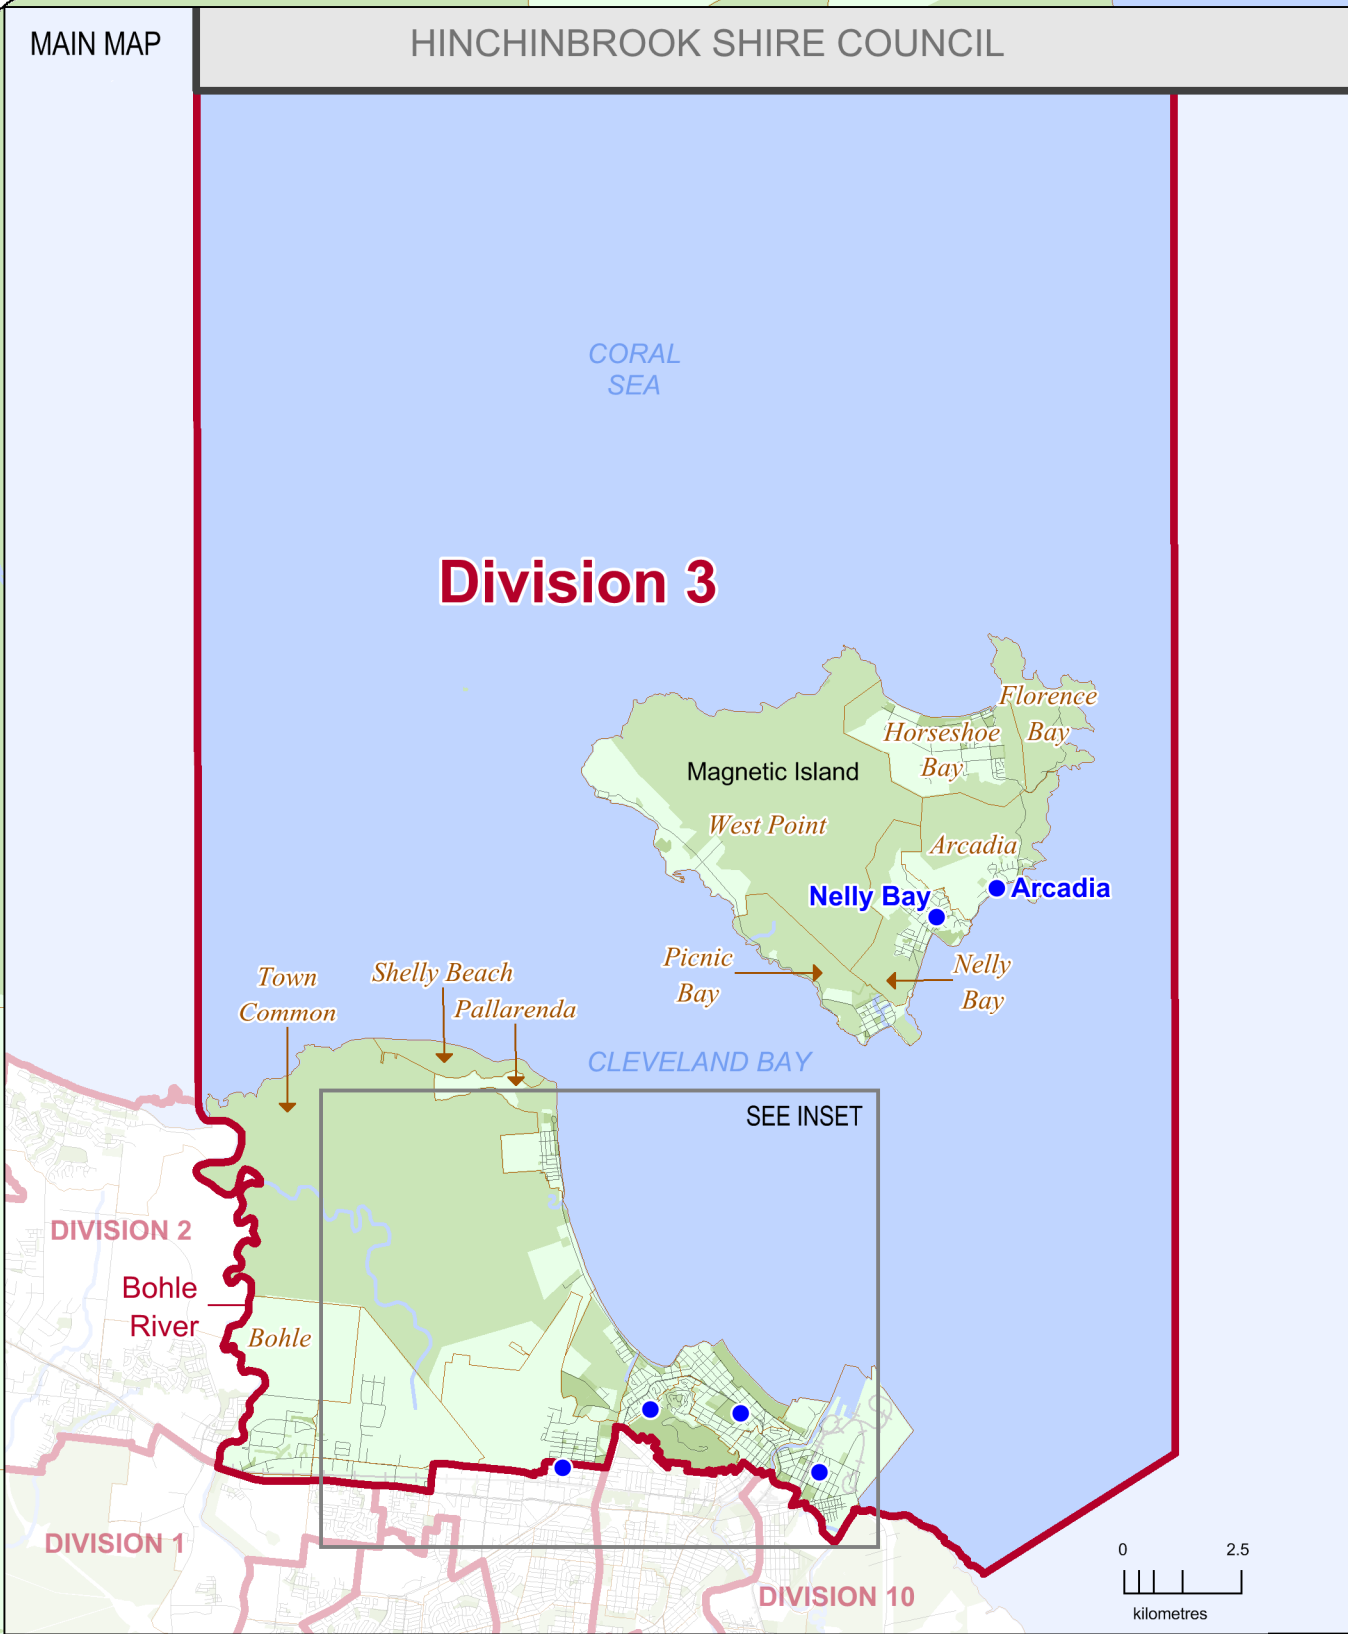 MAIN MAP
HINCHINBROOK SHIRE COUNCIL
CORAL
SEA
Division 3
Florence
Bay
Horseshoe
Bay
Magnetic Island
West Point
Arcadia
Nelly Bay
Arcadia
Picnic
Bay
Nelly
Bay
Town
Common
Shelly Beach
Pallarenda
CLEVELAND BAY
SEE INSET
DIVISION 2
Bohle
River
Bohle
DIVISION 1
DIVISION 10
0 2.5
kilometres